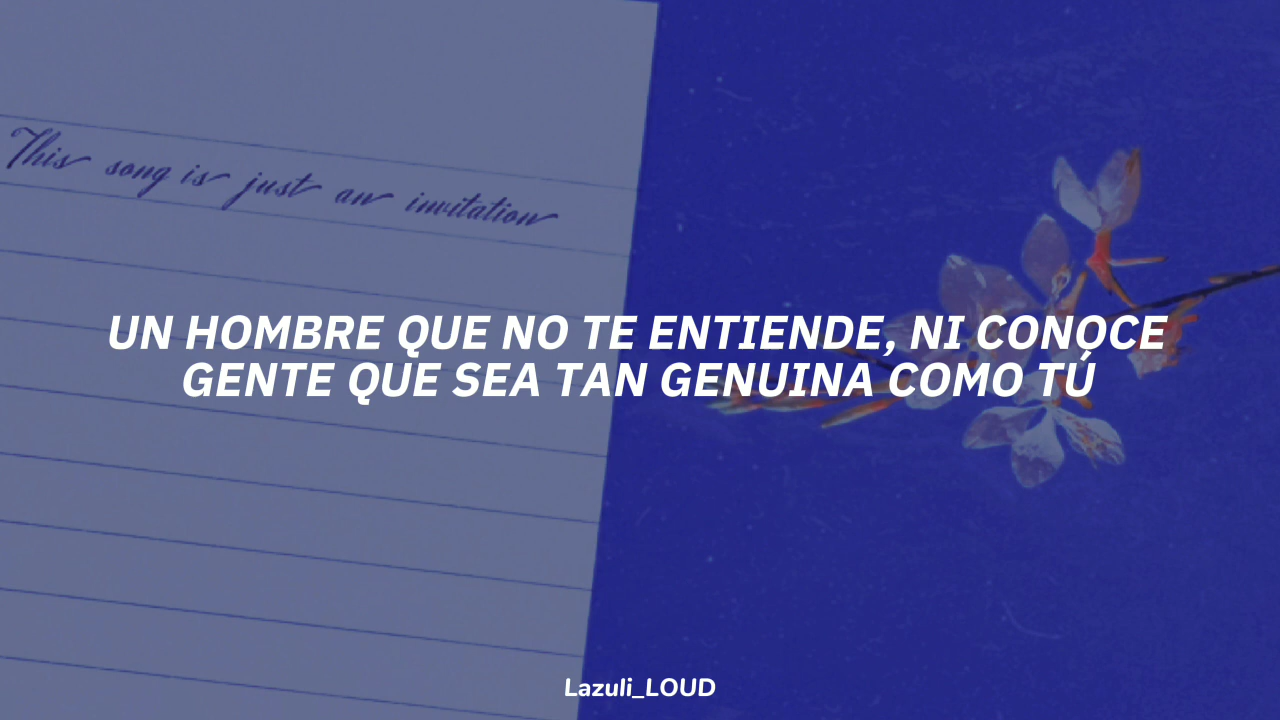 This song is just an invitation
UN HOMBRE QUE NO TE ENTIENDE, NI CONOCE
GENTE QUE SEA TAN GENUINA COMO TÚ
Lazuli_LOUD